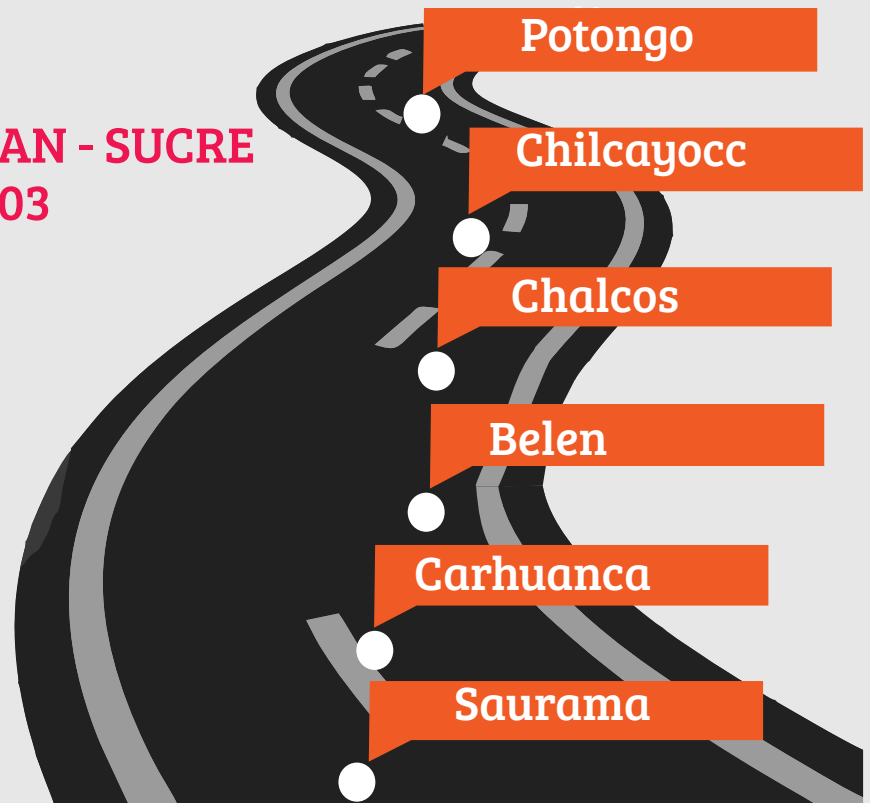 Potongo
AN - SUCRE
Chilcayocc
03
Chalcos
Belen
Carhuanca
Saurama